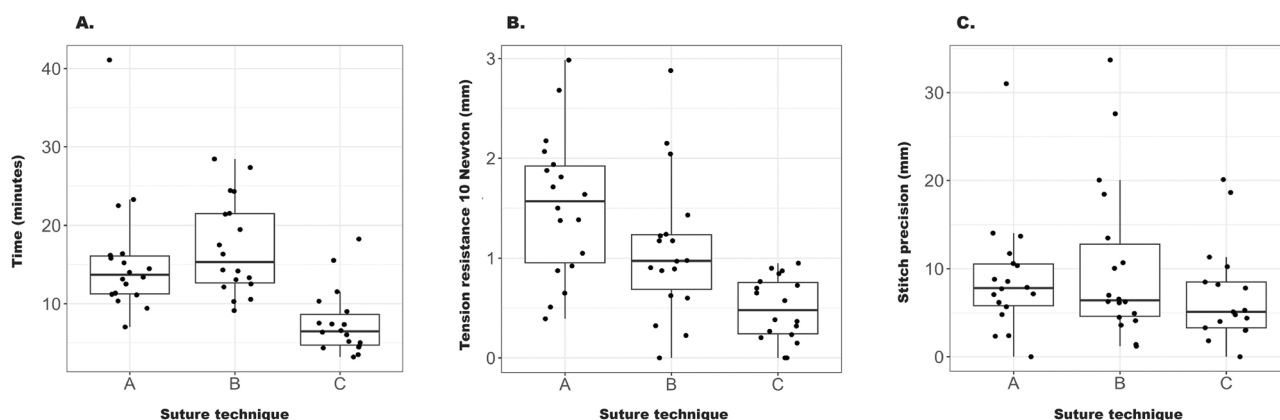 A.
Time (minutes)
40
30
20
10
A B C
Suture technique
B.
Tension resistance 10 Newton (mm)
3
2
1
0
A B C
Suture technique
C.
Stitch precision (mm)
30
20
10
0
A B C
Suture technique